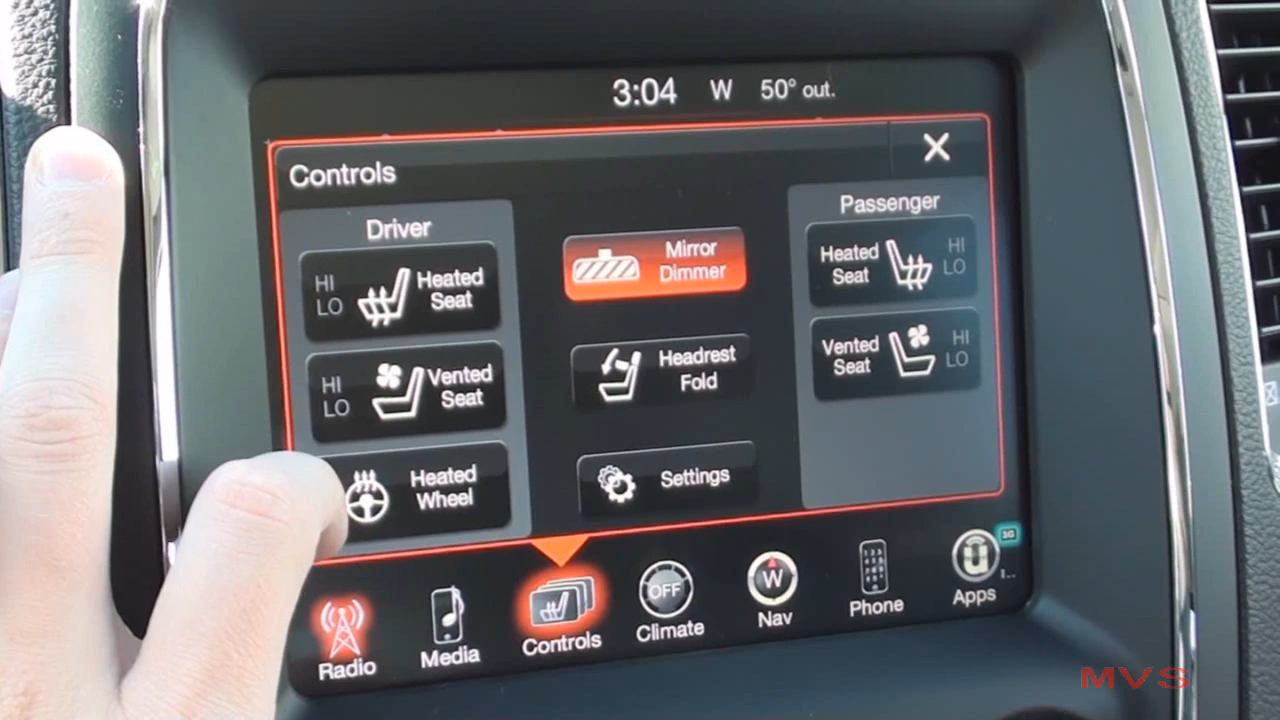 3:04 W 50° out.
Controls
Driver
HI
LO
Heated
Seat
HI
LO
Vented
Seat
Heated
Wheel
Mirror
Dimmer
Headrest
Fold
Settings
Passenger
Heated
Seat
HI
LO
Vented
Seat
HI
LO
Radio
Media
Controls
OFF
Climate
W
Nav
Phone
3G
Apps
MVS